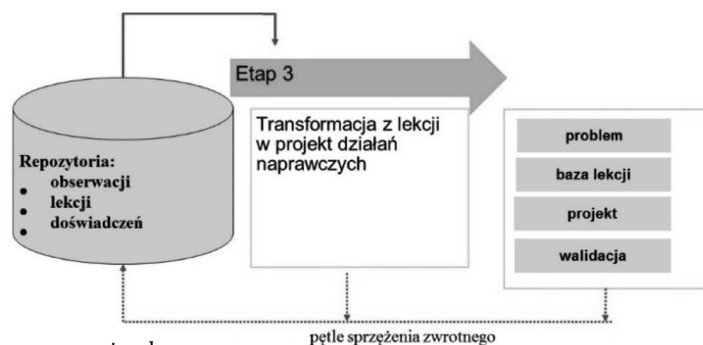 Etap 3
Repozytoria:
• obserwacji
• lekcji
• doświadczeń
Transformacja z lekcji
w projekt działań
naprawczych
problem
baza lekcji
projekt
walidacja
pętle sprzężenia zwrotnego